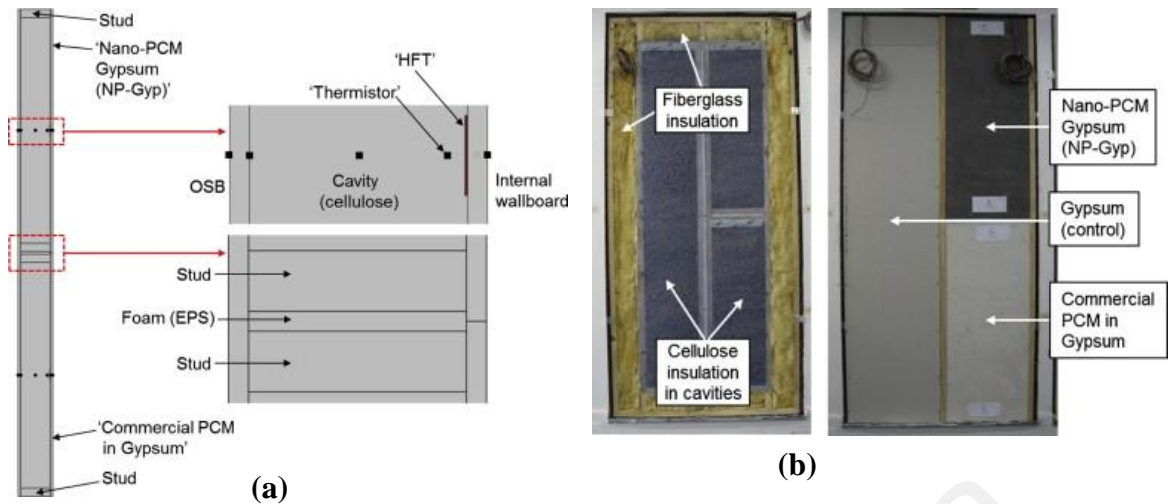 Stud
‘Nano-PCM
Gypsum
(NP-Gyp)’
‘HFT’
‘Thermistor’
OSB
Cavity
(cellulose)
Internal
wallboard
Stud
Foam (EPS)
Stud
‘Commercial PCM
in Gypsum’
Stud
(a)
Fiberglass
insulation
Cellulose
insulation
in cavities
Nano-PCM
Gypsum
(NP-Gyp)
Gypsum
(control)
Commercial
PCM in
Gypsum
(b)